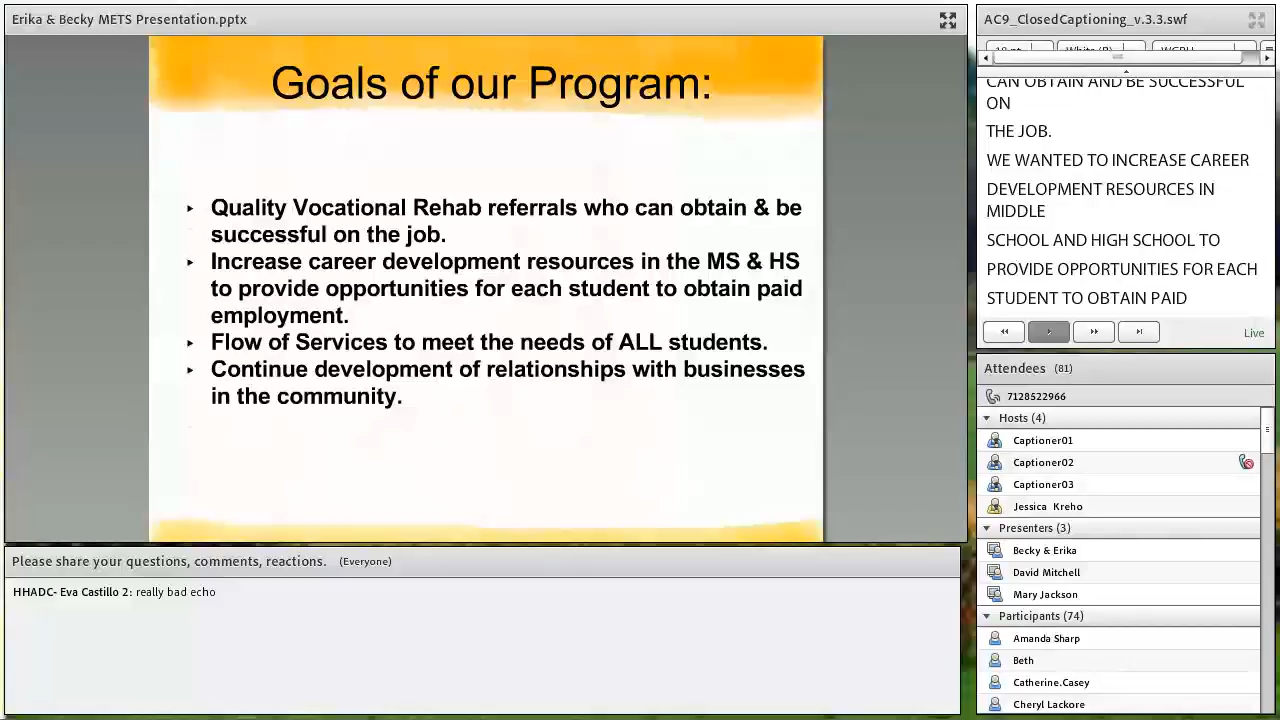 Erika & Becky METS Presentation.pptx
Goals of our Program:
Quality Vocational Rehab referrals who can obtain & be
successful on the job.
Increase career development resources in the MS & HS
to provide opportunities for each student to obtain paid
employment.
Flow of Services to meet the needs of ALL students.
Continue development of relationships with businesses
in the community.
Please share your questions, comments, reactions. (Everyone)
HHADC- Eva Castillo 2: really bad echo
AC9_ClosedCaptioning_v.3.3.swf
CAN OBTAIN AND BE SUCCESSFUL
ON
THE JOB.
WE WANTED TO INCREASE CAREER
DEVELOPMENT RESOURCES IN
MIDDLE
SCHOOL AND HIGH SCHOOL TO
PROVIDE OPPORTUNITIES FOR EACH
STUDENT TO OBTAIN PAID
Live
Attendees (81)
7128522966
Hosts (4)
Captioner01
Captioner02
Captioner03
Jessica Kreho
Presenters (3)
Becky & Erika
David Mitchell
Mary Jackson
Participants (74)
Amanda Sharp
Beth
Catherine.Casey
Cheryl Lackore